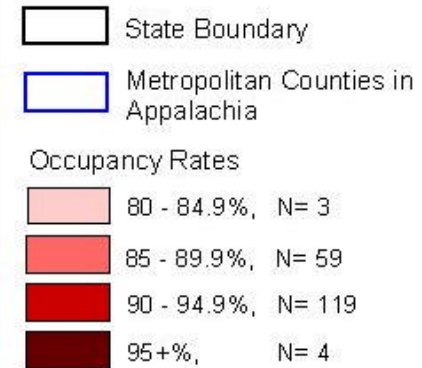 State Boundary
Metropolitan Counties in
Appalachia
Occupancy Rates
80 - 84.9%, N= 3
85 - 89.9%, N= 59
90 - 94.9%, N= 119
95+%, N= 4